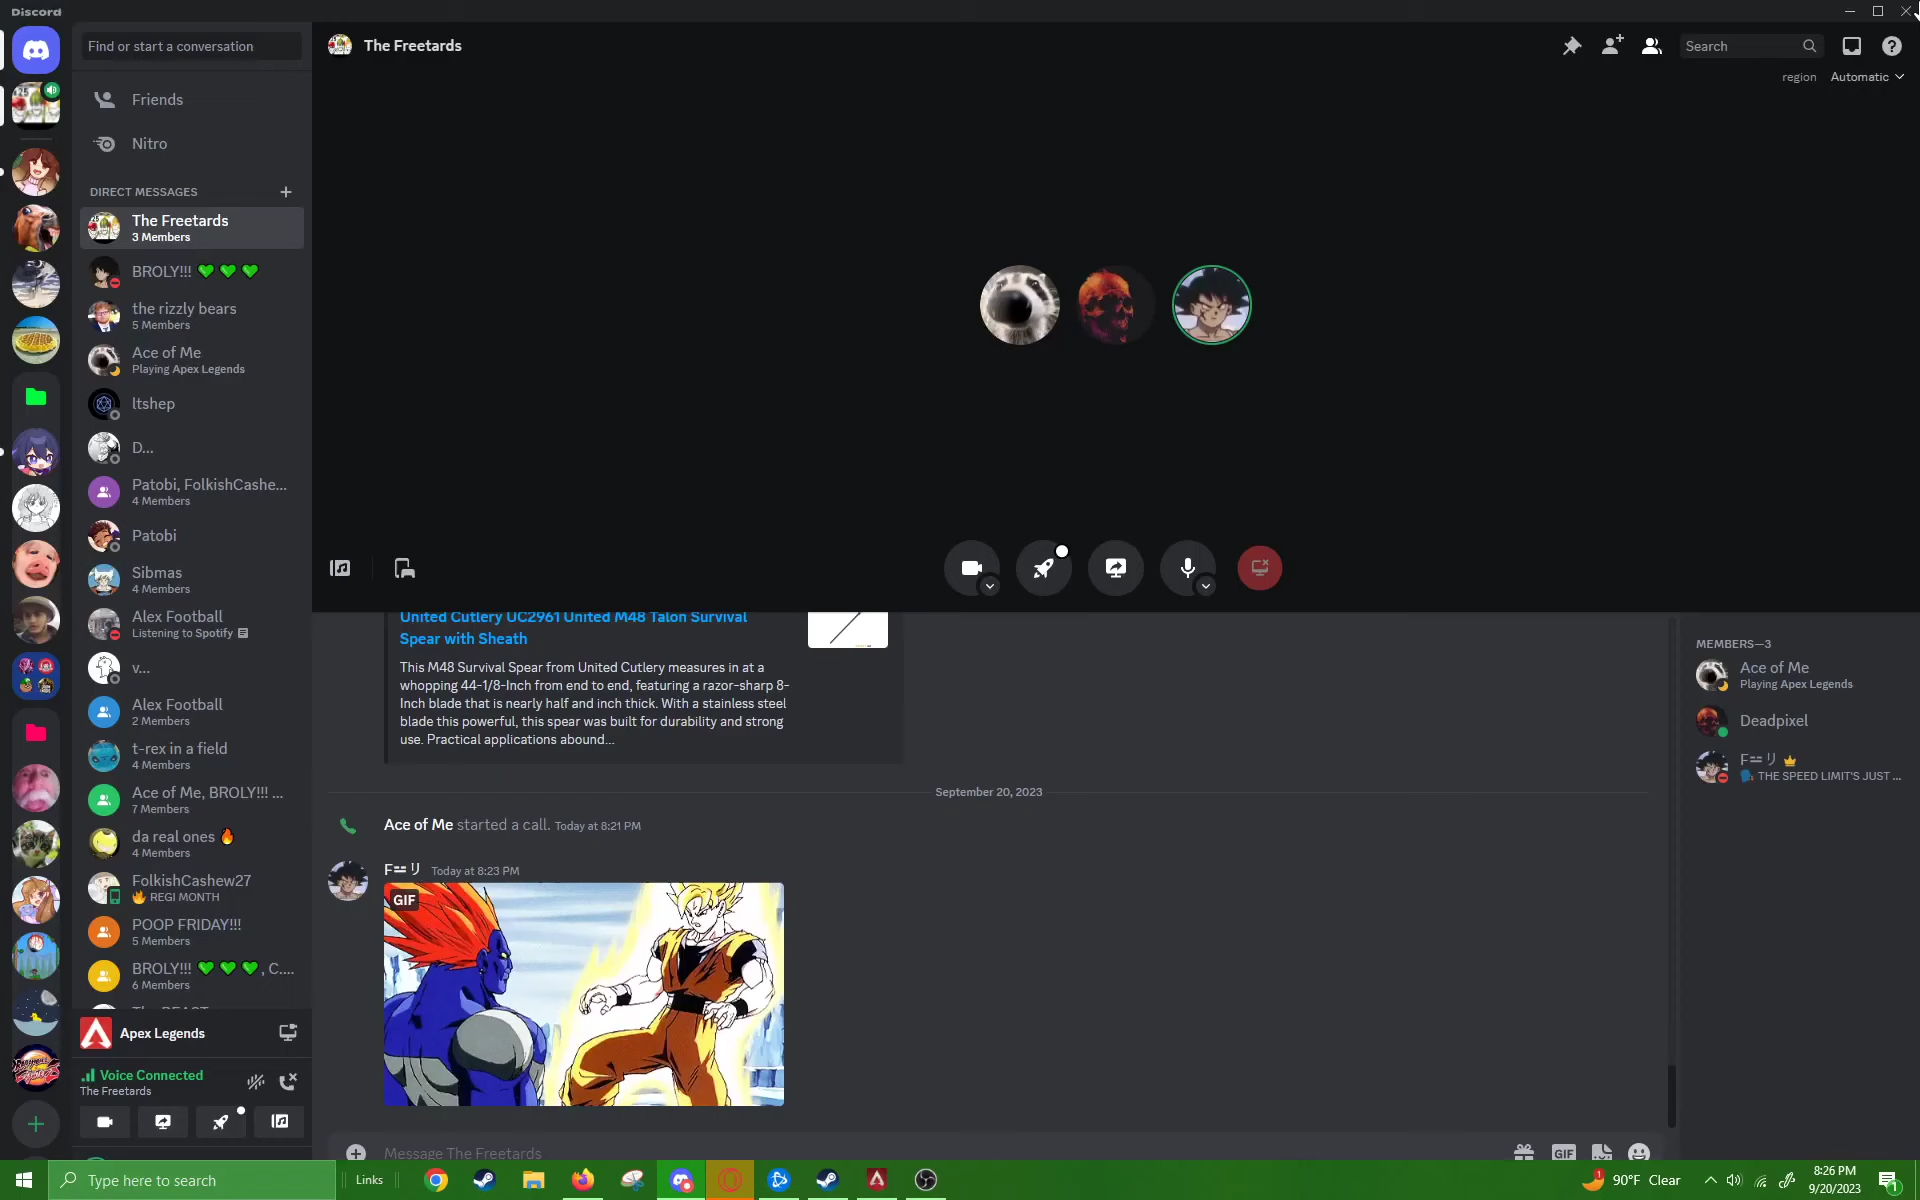 Discord
Find or start a conversation
Friends
Nitro
DIRECT MESSAGES
The Freetards
3 Members
BROLY!!! 💚 💚 💚
the rizzly bears
5 Members
Ace of Me
Playing Apex Legends
ltshep
D...
Patobi, FolkishCashe...
4 Members
Patobi
Sibmas
4 Members
Alex Football
Listening to Spotify
v...
Alex Football
2 Members
t-rex in a field
4 Members
Ace of Me, BROLY!!! ...
7 Members
da real ones 🔥
4 Members
FolkishCashew27
🔥 REGI MONTH
POOP FRIDAY!!!
5 Members
BROLY!!! 💚 💚 💚 , C....
6 Members
Apex Legends
Voice Connected
The Freetards
The Freetards
Search
region Automatic
United Cutlery UC2961 United M48 Talon Survival
Spear with Sheath
This M48 Survival Spear from United Cutlery measures in at a
whopping 44-1/8-Inch from end to end, featuring a razor-sharp 8-
Inch blade that is nearly half and inch thick. With a stainless steel
blade this powerful, this spear was built for durability and strong
use. Practical applications abound...
September 20, 2023
Ace of Me started a call. Today at 8:21 PM
F== リ Today at 8:23 PM
GIF
Message The Freetards
GIF
MEMBERS—3
Ace of Me
Playing Apex Legends
Deadpixel
F== リ
THE SPEED LIMIT'S JUST ...
Type here to search
Links
90°F Clear
8:26 PM
9/20/2023
1
1